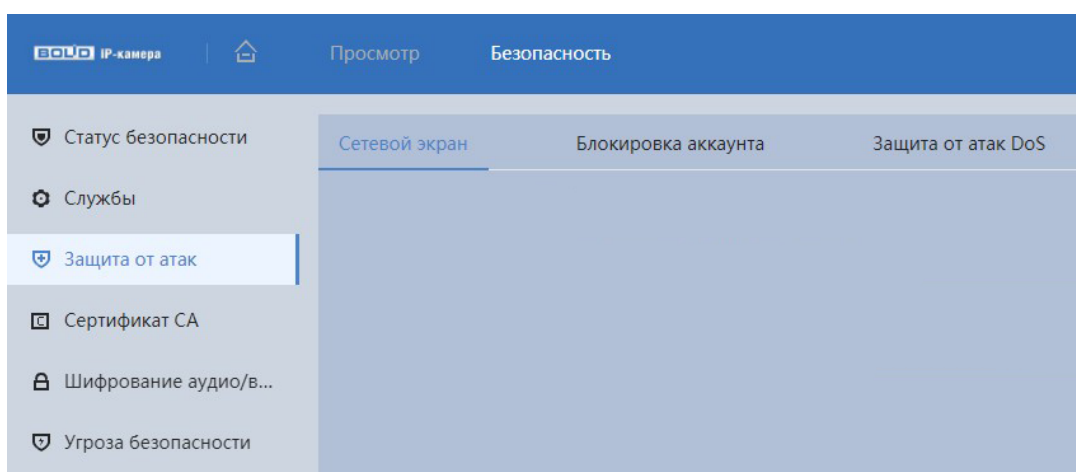 BOLID IP-камера Просмотр Безопасность
Статус безопасности
Службы
Защита от атак
Сертификат CA
Шифрование аудио/в...
Угроза безопасности
Сетевой экран Блокировка аккаунта Защита от атак DoS